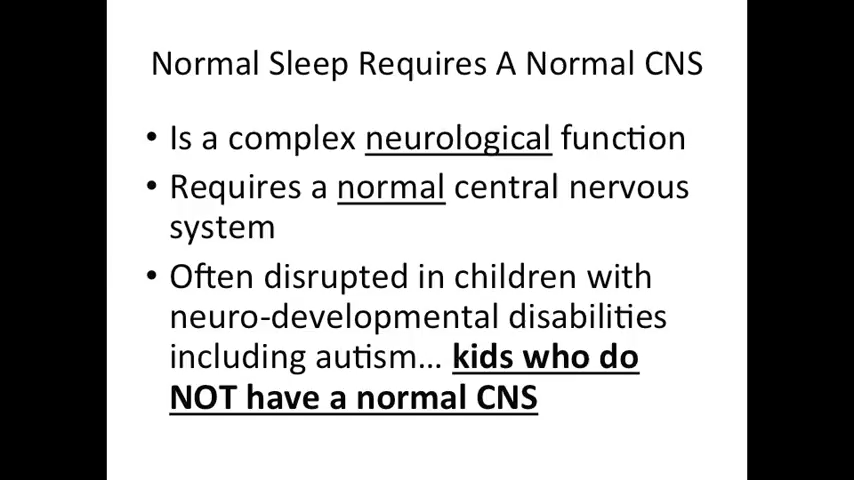 Normal Sleep Requires A Normal CNS
• Is a complex neurological function
• Requires a normal central nervous
system
• Often disrupted in children with
neuro-developmental disabilities
including autism... kids who do
NOT have a normal CNS